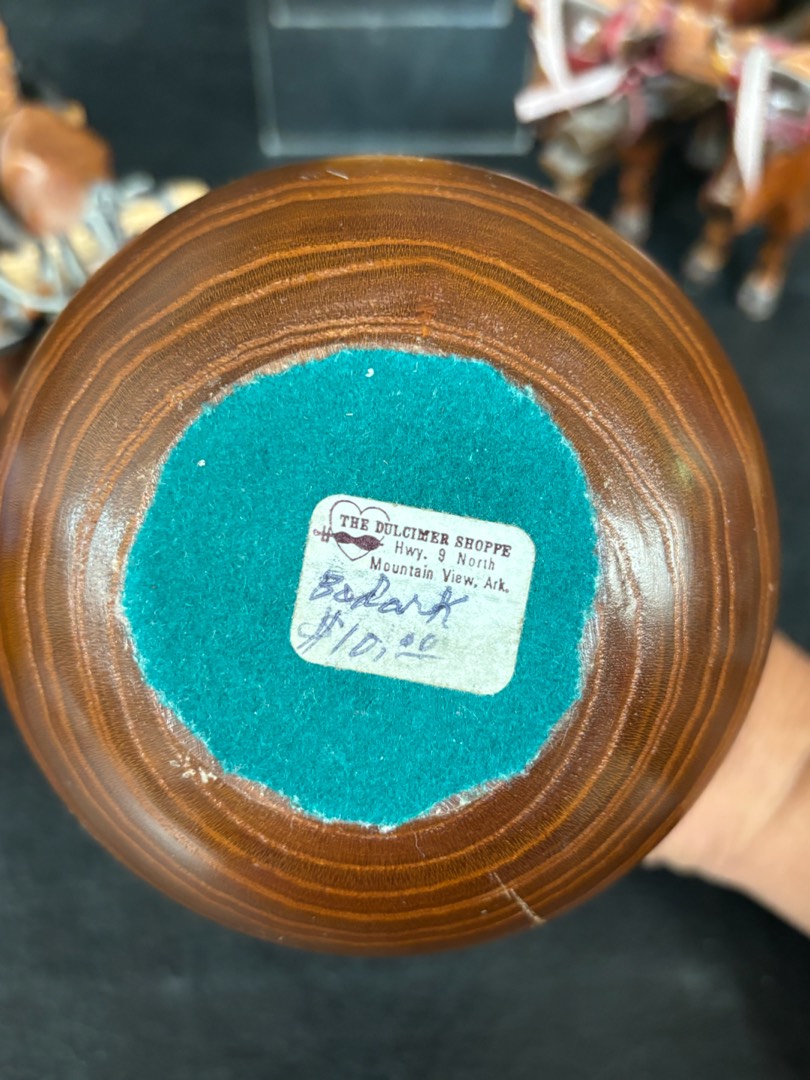 THE DULCIMER SHOPPE
Hwy. 9 North
Mountain View, Ark.
BoDark
$10.00